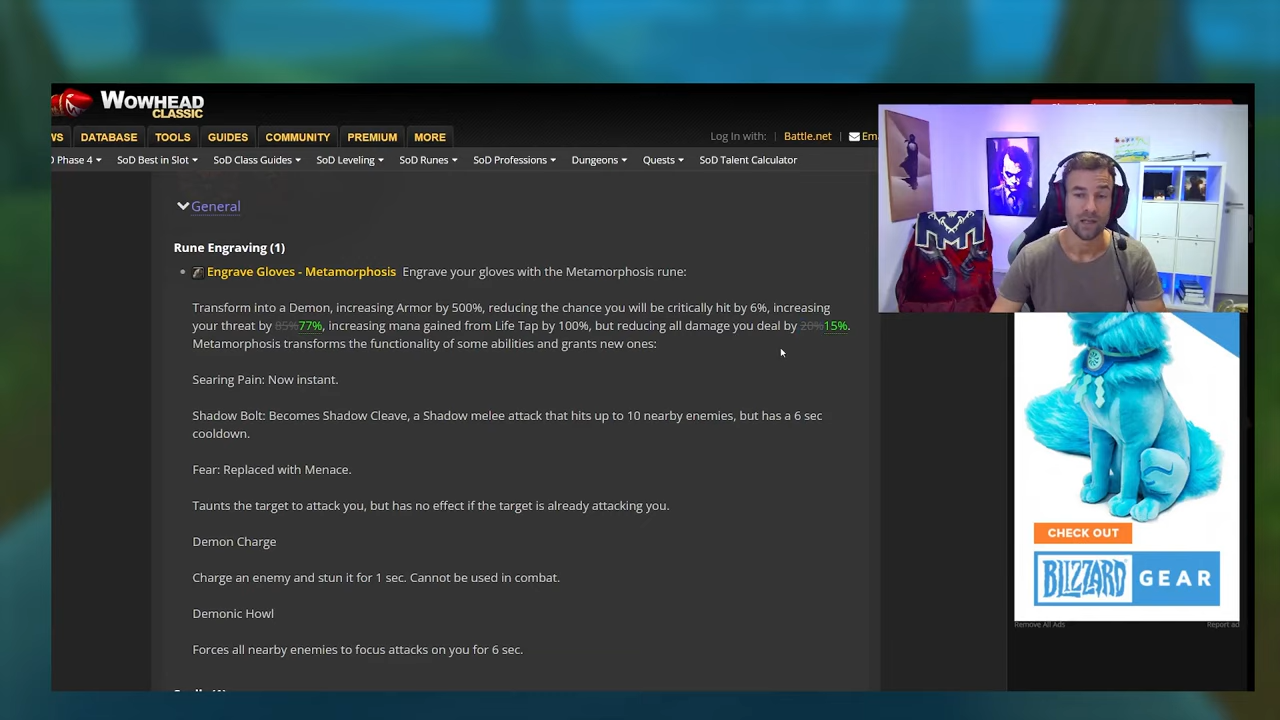 WOWHEAD
CLASSIC
WS DATABASE TOOLS GUIDES COMMUNITY PREMIUM MORE
Log In with: Battle.net Ema
Phase 4 SoD Best in Slot SoD Class Guides SoD Leveling SoD Runes SoD Professions Dungeons Quests SoD Talent Calculator
General
Rune Engraving (1)
Engrave Gloves - Metamorphosis Engrave your gloves with the Metamorphosis rune:
Transform into a Demon, increasing Armor by 500%, reducing the chance you will be critically hit by 6%, increasing
your threat by 85%77%, increasing mana gained from Life Tap by 100%, but reducing all damage you deal by 20%15%.
Metamorphosis transforms the functionality of some abilities and grants new ones:
Searing Pain: Now instant.
Shadow Bolt: Becomes Shadow Cleave, a Shadow melee attack that hits up to 10 nearby enemies, but has a 6 sec
cooldown.
Fear: Replaced with Menace.
Taunts the target to attack you, but has no effect if the target is already attacking you.
Demon Charge
Charge an enemy and stun it for 1 sec. Cannot be used in combat.
Demonic Howl
Forces all nearby enemies to focus attacks on you for 6 sec.
CHECK OUT
BLIZZARD GEAR
Remove All Ads Report ad